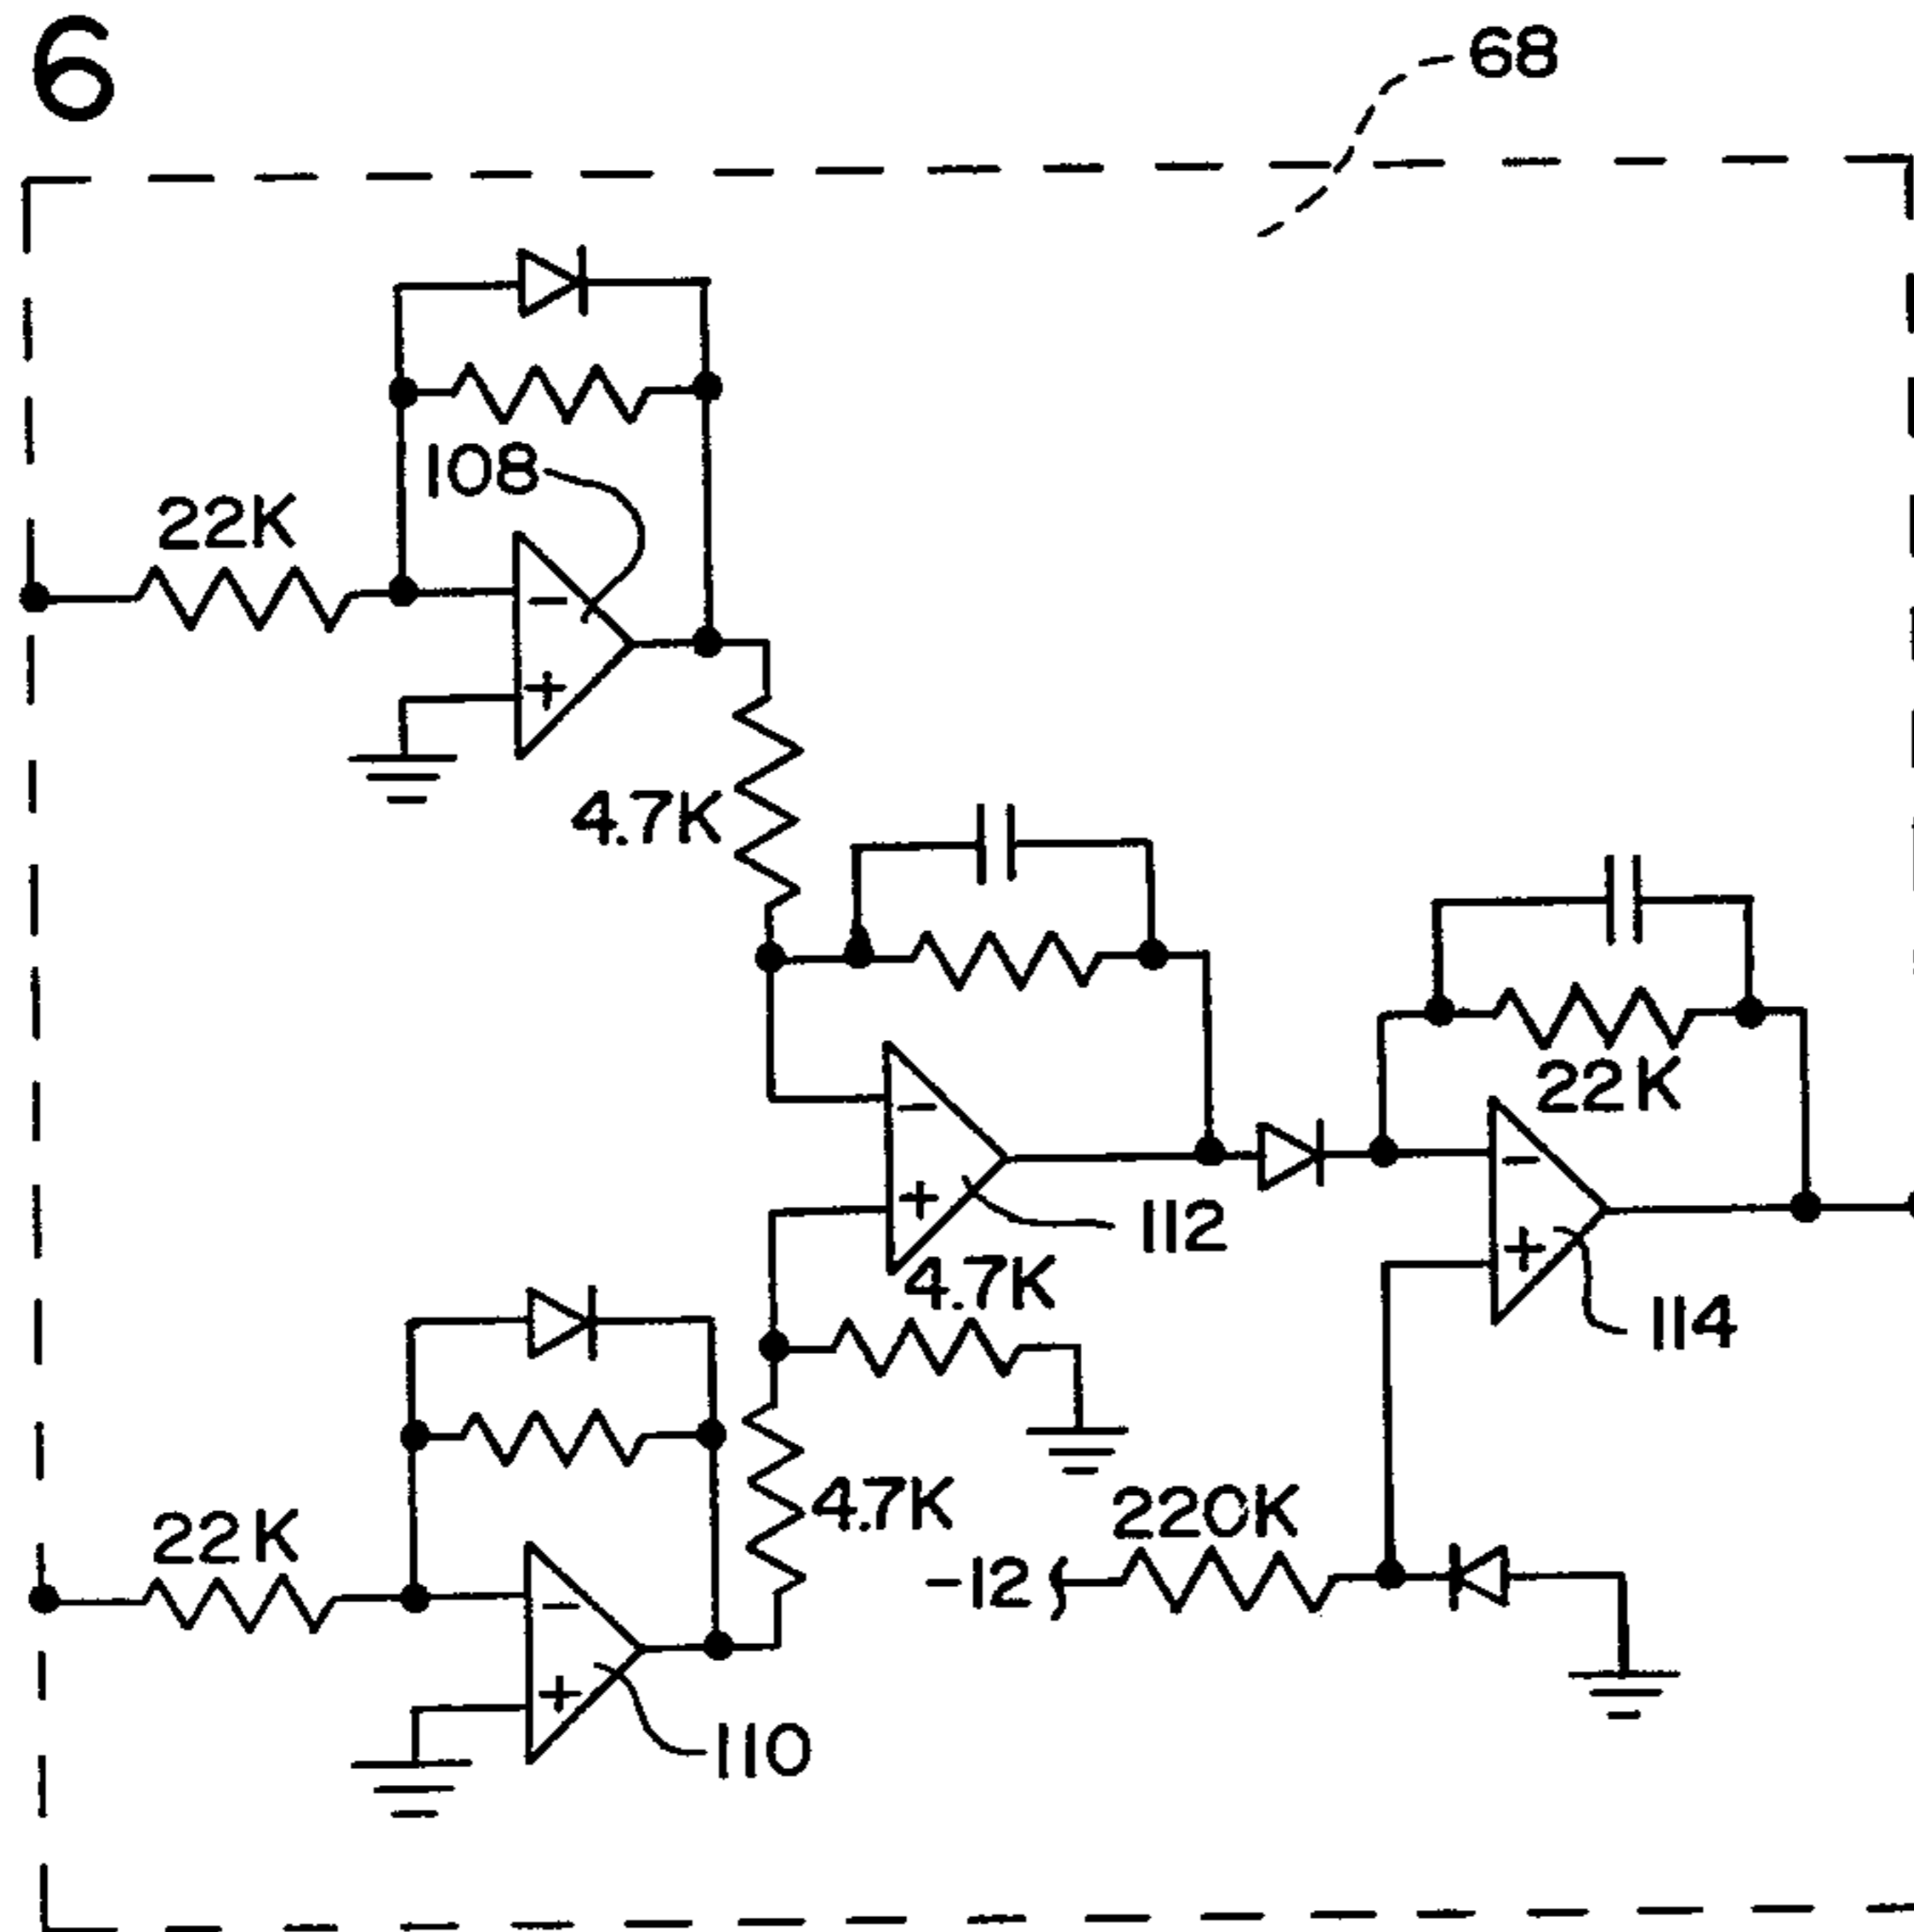 6
68
108
22K
-
+
4.7K
22K
-
+
-
+
112
4.7K
114
4.7K
220K
-12
22K
-
+
110